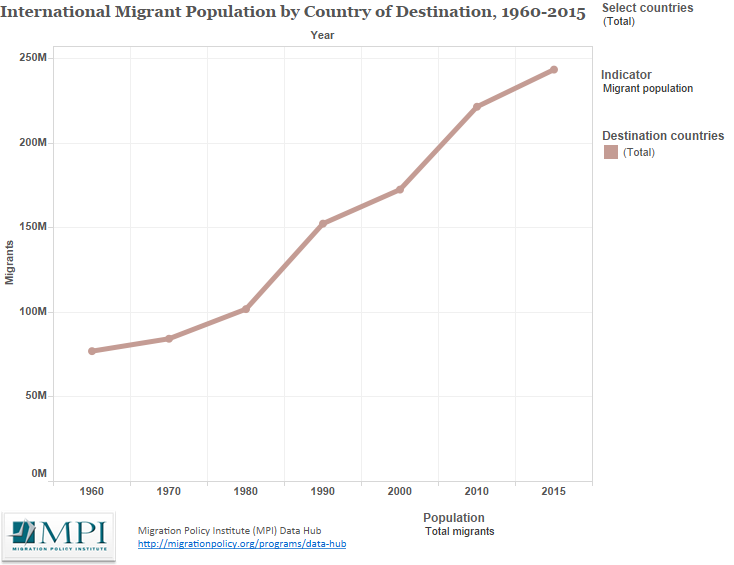 International Migrant Population by Country of Destination, 1960-2015
Select countries
(Total)
Year
250M
200M
150M
100M
50M
0M
Migrants
1960 1970 1980 1990 2000 2010 2015
Indicator
Migrant population
Destination countries
(Total)
MPI
MIGRATION POLICY INSTITUTE
Migration Policy Institute (MPI) Data Hub
http://migrationpolicy.org/programs/data-hub
Population
Total migrants